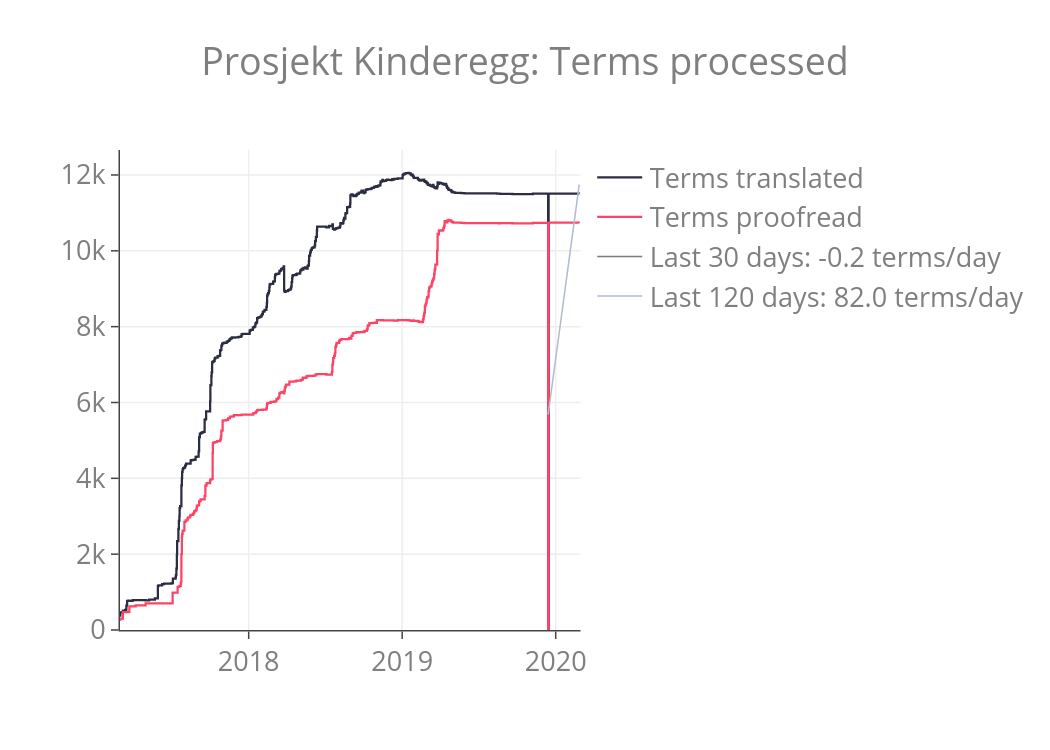 Prosjekt Kinderegg: Terms processed
12k
10k
8k
6k
4k
2k
0
2018
2019
2020
Terms translated
Terms proofread
Last 30 days: -0.2 terms/day
Last 120 days: 82.0 terms/day